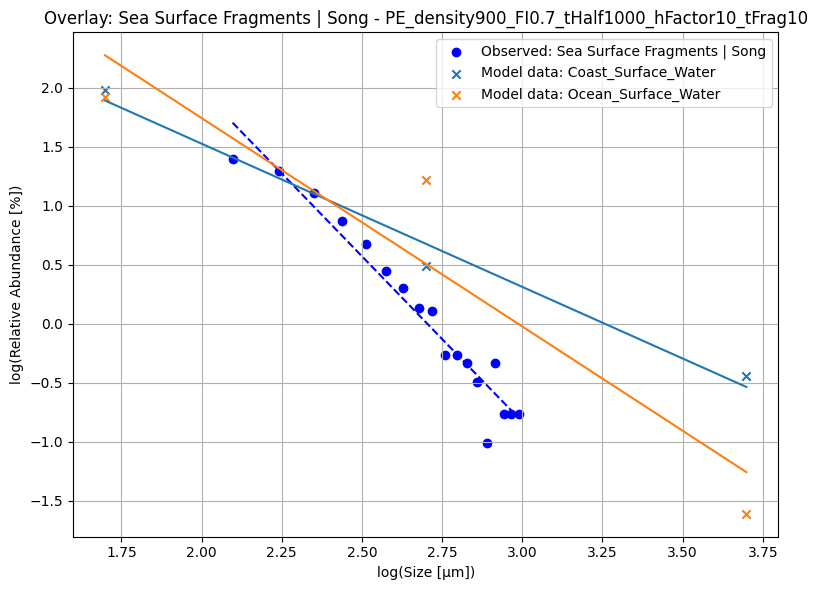 Overlay: Sea Surface Fragments | Song - PE_density900_FI0.7_tHalf1000_hFactor10_tFrag10
Observed: Sea Surface Fragments | Song
Model data: Coast_Surface_Water
Model data: Ocean_Surface_Water
log(Relative Abundance [%])
2.0
1.5
1.0
0.5
0.0
−0.5
−1.0
−1.5
1.75 2.00 2.25 2.50 2.75 3.00 3.25 3.50 3.75
log(Size [μm])